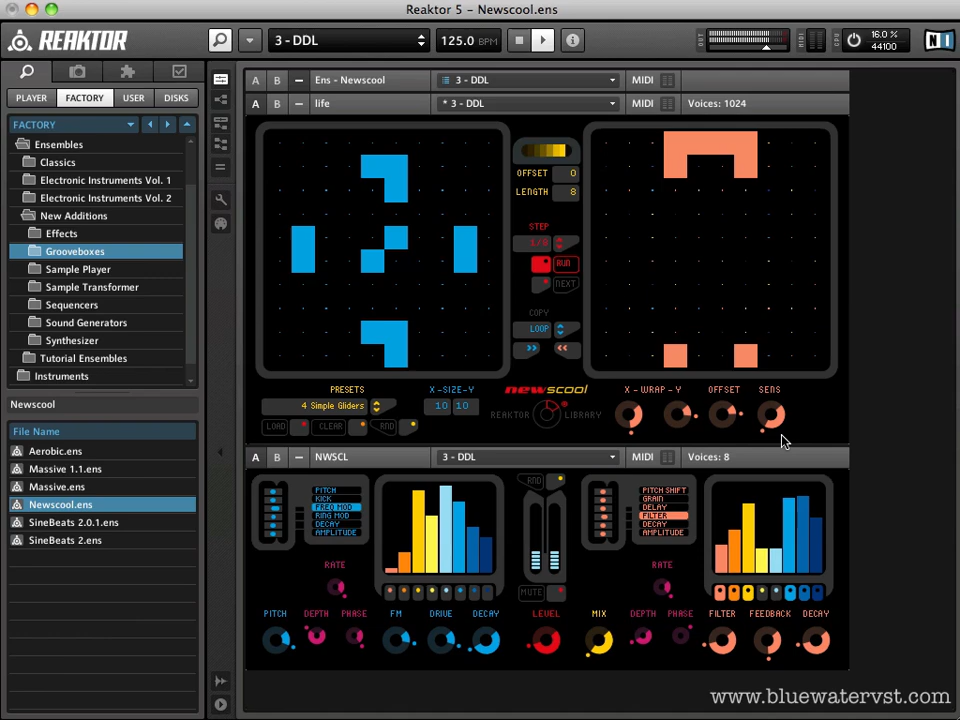 Reaktor 5 - Newscool.ens
REAKTOR
3 - DDL
125.0 BPM
OUT
MIDI
CPU
16.0 %
44100
NI
PLAYER
FACTORY
USER
DISKS
FACTORY
Ensembles
Classics
Electronic Instruments Vol. 1
Electronic Instruments Vol. 2
New Additions
Effects
Grooveboxes
Sample Player
Sample Transformer
Sequencers
Sound Generators
Synthesizer
Tutorial Ensembles
Instruments
Newscool
File Name
Aerobic.ens
Massive 1.1.ens
Massive.ens
Newscool.ens
SineBeats 2.0.1.ens
SineBeats 2.ens
A B Ens - Newscool 3 - DDL MIDI
A B life * 3 - DDL MIDI Voices: 1024
OFFSET 0
LENGTH 8
STEP
1/8
RUN
NEXT
COPY
LOOP
>> <<
PRESETS
4 Simple Gliders
LOAD CLEAR RND
X-SIZE-Y
10 10
newscool
REAKTOR LIBRARY
X-WRAP-Y OFFSET SENS
A B NWSCL 3 - DDL MIDI Voices: 8
PITCH
KICK
FREQ MOD
RING MOD
DECAY
AMPLITUDE
RATE
PITCH DEPTH PHASE FM DRIVE DECAY
RND
MUTE
LEVEL
PITCH SHIFT
GRAIN
DELAY
FILTER
DECAY
AMPLITUDE
RATE
MIX DEPTH PHASE FILTER FEEDBACK DECAY
www.bluewatervst.com